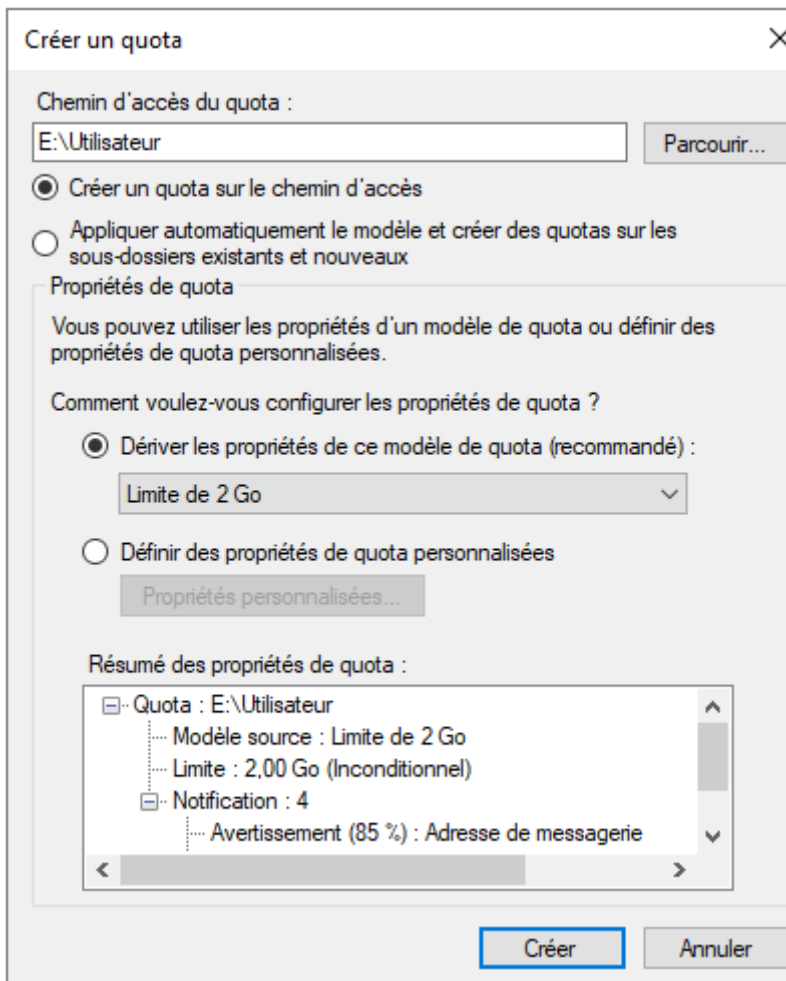 Créer un quota
Chemin d'accès du quota :
E:\Utilisateur
Parcourir...
Créer un quota sur le chemin d'accès
Appliquer automatiquement le modèle et créer des quotas sur les
sous-dossiers existants et nouveaux
Propriétés de quota
Vous pouvez utiliser les propriétés d'un modèle de quota ou définir des
propriétés de quota personnalisées.
Comment voulez-vous configurer les propriétés de quota ?
Dériver les propriétés de ce modèle de quota (recommandé) :
Limite de 2 Go
Définir des propriétés de quota personnalisées
Propriétés personnalisées...
Résumé des propriétés de quota :
Quota : E:\Utilisateur
Modèle source : Limite de 2 Go
Limite : 2,00 Go (Inconditionnel)
Notification : 4
Avertissement (85 %) : Adresse de messagerie
Créer
Annuler